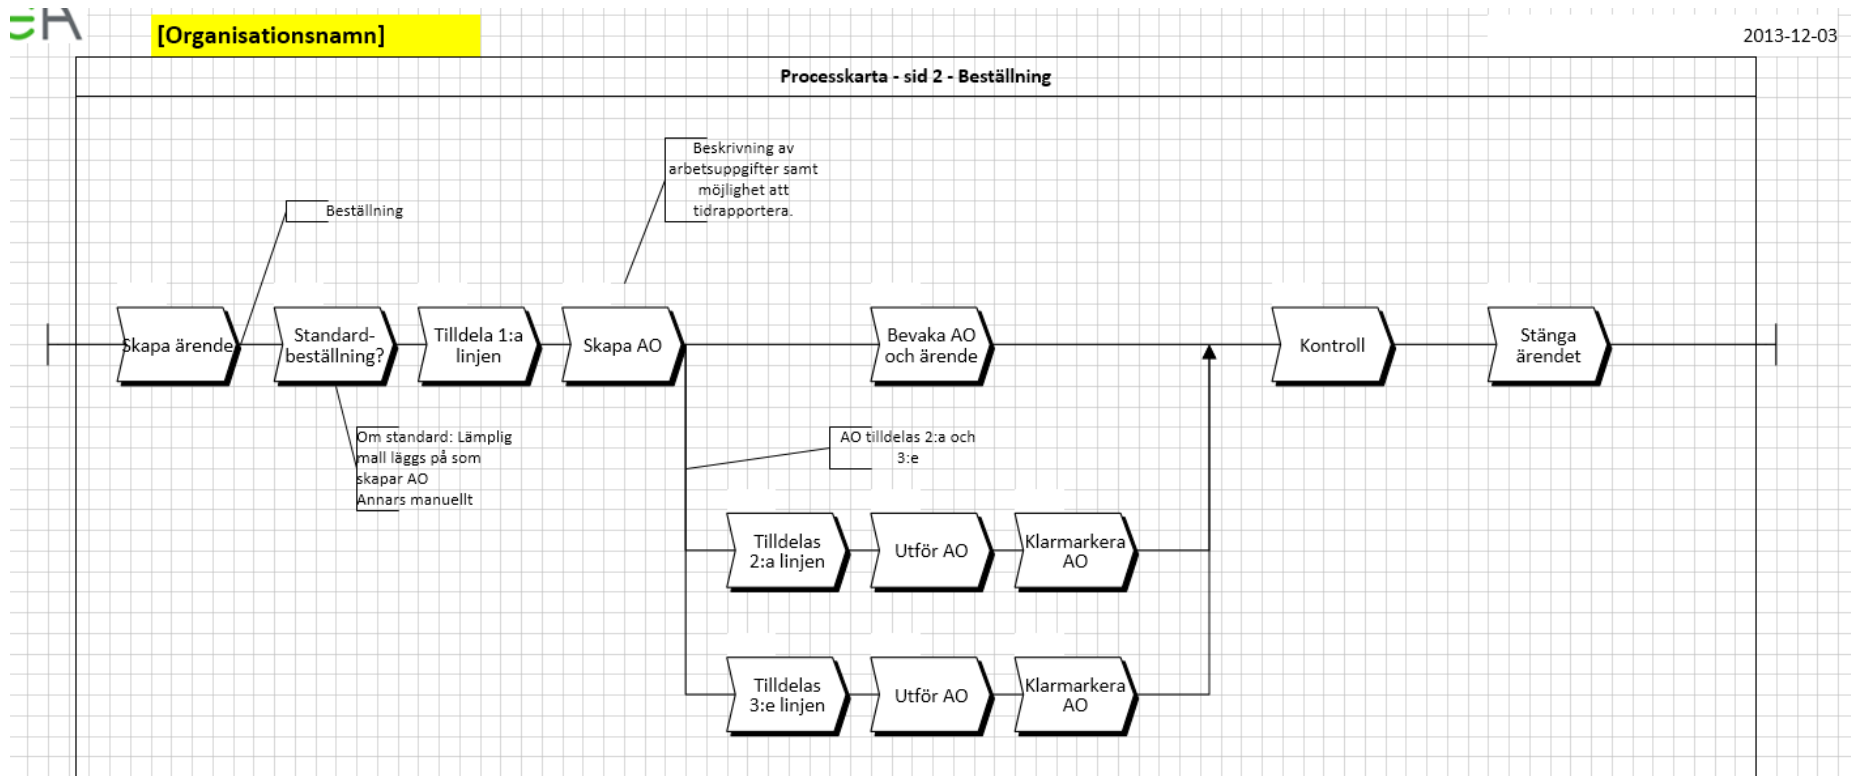 [Organisationsnamn]
2013-12-03
Processkarta - sid 2 - Beställning
Beskrivning av
arbetsuppgifter samt
möjlighet att
tidrapportera.
Beställning
Skapa ärende
Standard-
beställning?
Tilldela 1:a
linjen
Skapa AO
Bevaka AO
och ärende
Kontroll
Stänga
ärendet
Om standard: Lämplig
mall läggs på som
skapar AO
Annars manuellt
AO tilldelas 2:a och
3:e
Tilldelas
2:a linjen
Utför AO
Klarmarkera
AO
Tilldelas
3:e linjen
Utför AO
Klarmarkera
AO